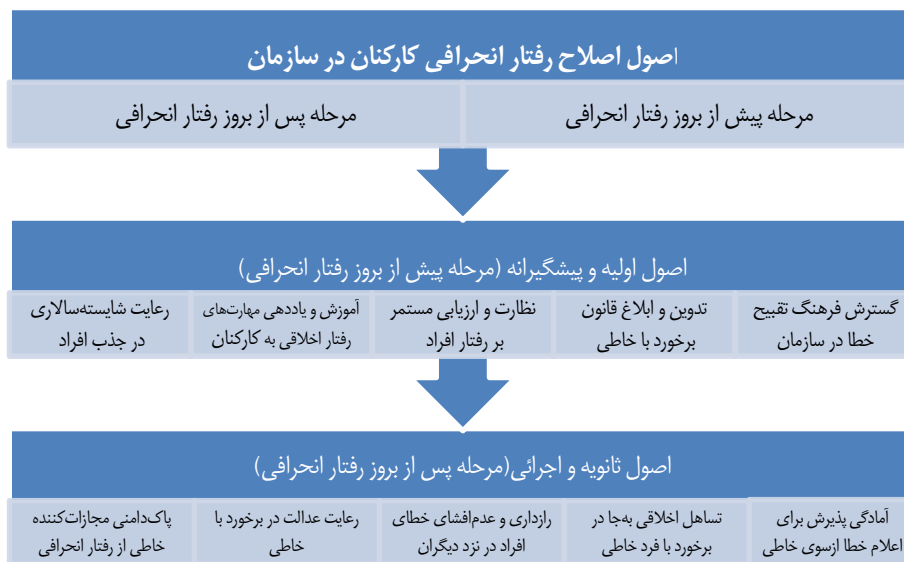 اصول اصلاح رفتار انحرافی کارکنان در سازمان
مرحله پیش از بروز رفتار انحرافی
مرحله پس از بروز رفتار انحرافی
اصول اولیه و پیشگیرانه (مرحله پیش از بروز رفتار انحرافی)
گسترش فرهنگ تقبیح
خطا در سازمان
تدوین و ابلاغ قانون
برخورد با خاطی
نظارت و ارزیابی مستمر
بر رفتار افراد
آموزش و یاددهی مهارت‌های
رفتار اخلاقی به کارکنان
رعایت شایسته‌سالاری
در جذب افراد
اصول ثانویه و اجرائی(مرحله پس از بروز رفتار انحرافی)
آمادگی پذیرش برای
اعلام خطا ازسوی خاطی
تساهل اخلاقی به‌جا در
برخورد با فرد خاطی
رازداری و عدم‌افشای خطای
افراد در نزد دیگران
رعایت عدالت در برخورد با
خاطی
پاک‌دامنی مجازات‌کننده
خاطی از رفتار انحرافی